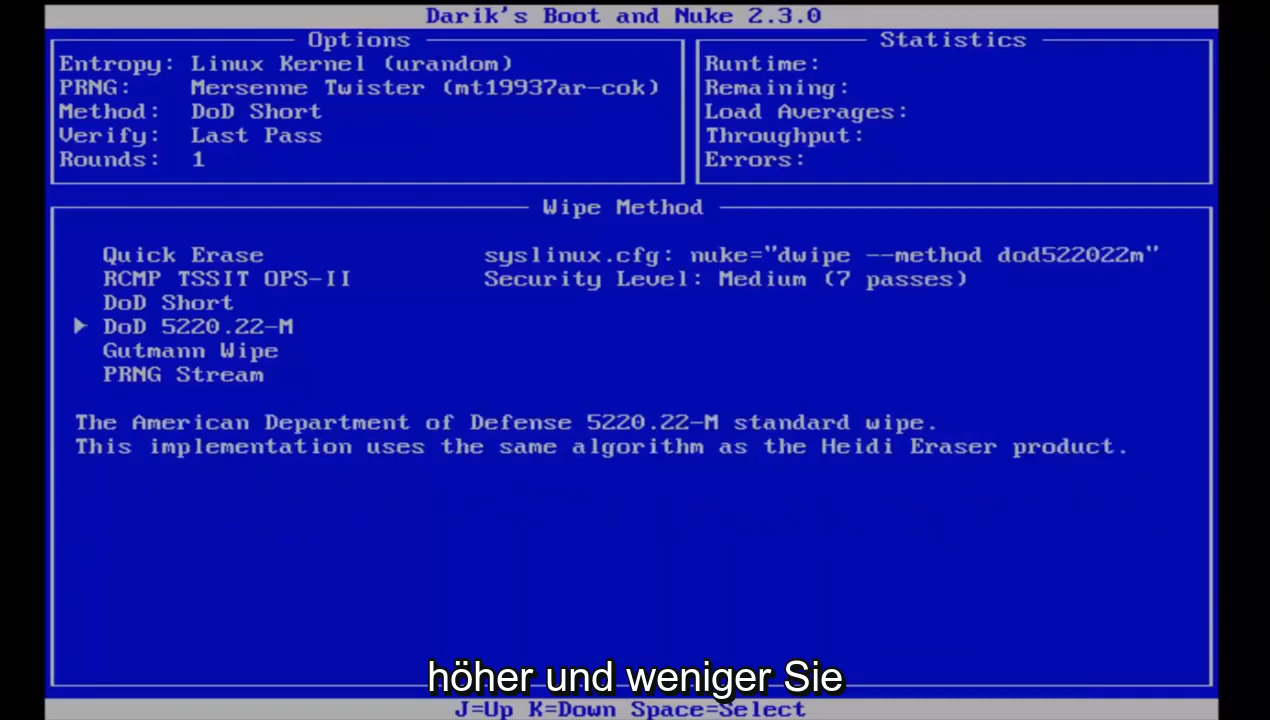 Darik's Boot and Nuke 2.3.0
Options
Entropy: Linux Kernel (urandom)
PRNG: Mersenne Twister (mt19937ar-cok)
Method: DoD Short
Verify: Last Pass
Rounds: 1
Statistics
Runtime:
Remaining:
Load Averages:
Throughput:
Errors:
Wipe Method
Quick Erase
RCMP TSSIT OPS-II
DoD Short
DoD 5220.22-M
Gutmann Wipe
PRNG Stream
syslinux.cfg: nuke="dwipe --method dod522022m"
Security Level: Medium (7 passes)
The American Department of Defense 5220.22-M standard wipe.
This implementation uses the same algorithm as the Heidi Eraser product.
höher und weniger Sie
J=Up K=Down Space=Select